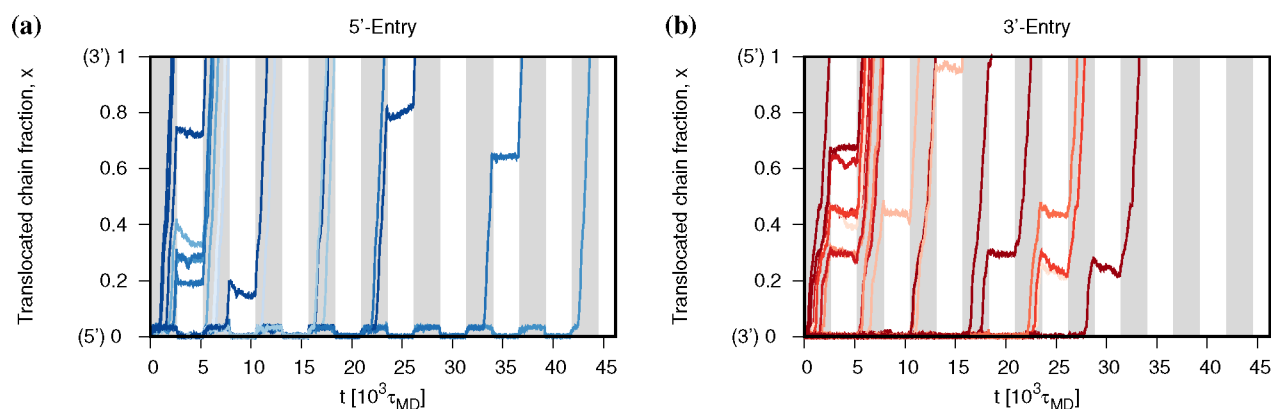 (a)
5'-Entry
Translocated chain fraction, x
(3') 1
0.8
0.6
0.4
0.2
(5') 0
0 5 10 15 20 25 30 35 40 45
t [10³τMD]
(b)
3'-Entry
Translocated chain fraction, x
(5') 1
0.8
0.6
0.4
0.2
(3') 0
0 5 10 15 20 25 30 35 40 45
t [10³τMD]